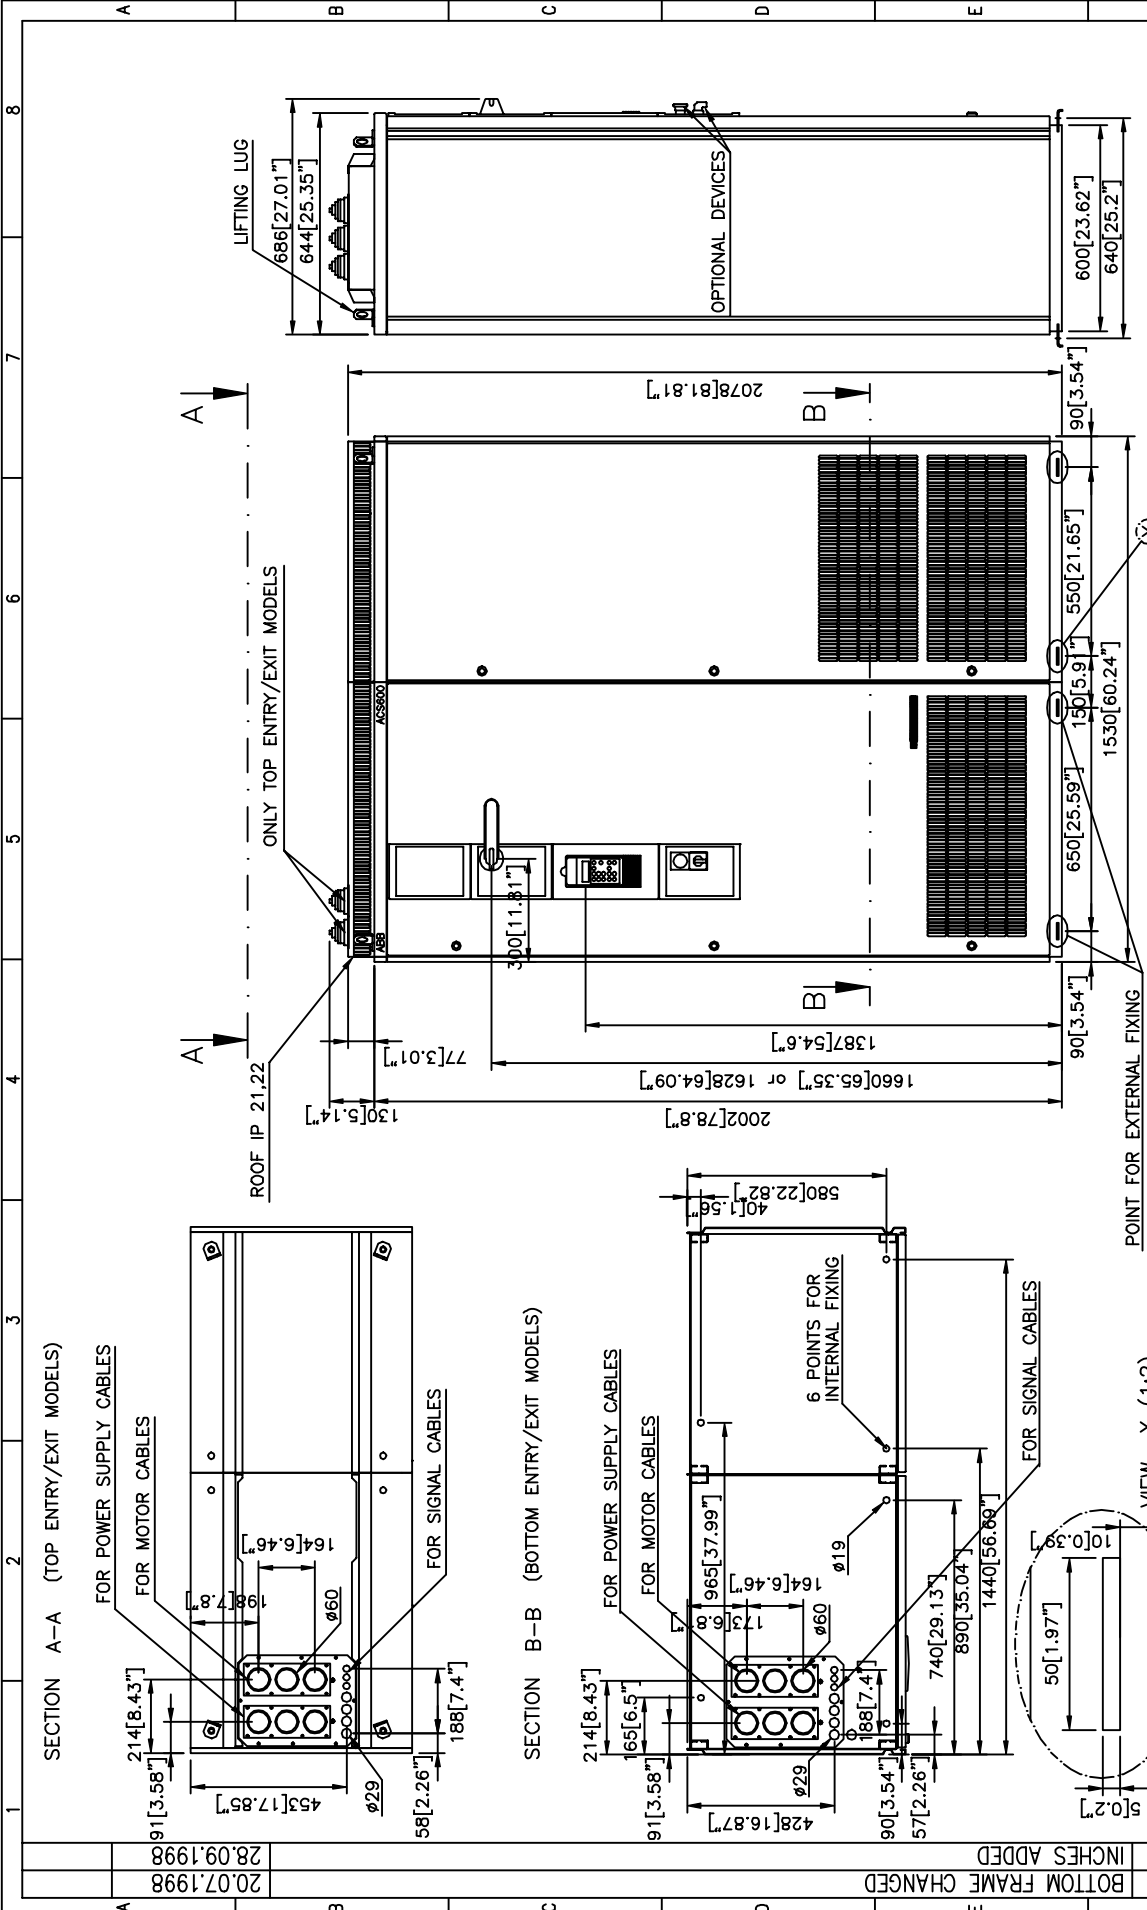 1
2
3
4
5
6
7
8
A
B
C
D
E
SECTION A–A (TOP ENTRY/EXIT MODELS)
FOR POWER SUPPLY CABLES
FOR MOTOR CABLES
214[8.43"]
91[3.58"]
198[7.8"]
164[6.46"]
ø60
453[17.85"]
ø29
58[2.26"]
188[7.4"]
FOR SIGNAL CABLES
SECTION B–B (BOTTOM ENTRY/EXIT MODELS)
FOR POWER SUPPLY CABLES
FOR MOTOR CABLES
214[8.43"]
165[6.5"]
91[3.58"]
965[37.99"]
173[6.8"]
164[6.46"]
ø60
ø19
428[16.87"]
ø29
188[7.4"]
90[3.54"]
57[2.26"]
740[29.13"]
890[35.04"]
1440[56.69"]
40[1.56"]
580[22.82"]
6 POINTS FOR
INTERNAL FIXING
FOR SIGNAL CABLES
50[1.97"]
10[0.39"]
5[0.2"]
A
A
ROOF IP 21,22
ONLY TOP ENTRY/EXIT MODELS
130[5.14"]
77[3.01"]
ABB
ACS600
300[11.81"]
1387[54.6"]
1660[65.35"] or 1628[64.09"]
2002[78.8"]
2078[81.81"]
B
B
90[3.54"]
650[25.59"]
150[5.91"]
550[21.65"]
90[3.54"]
1530[60.24"]
POINT FOR EXTERNAL FIXING
LIFTING LUG
686[27.01"]
644[25.35"]
OPTIONAL DEVICES
600[23.62"]
640[25.2"]
INCHES ADDED
28.09.1998
BOTTOM FRAME CHANGED
20.07.1998
A
B
C
D
E